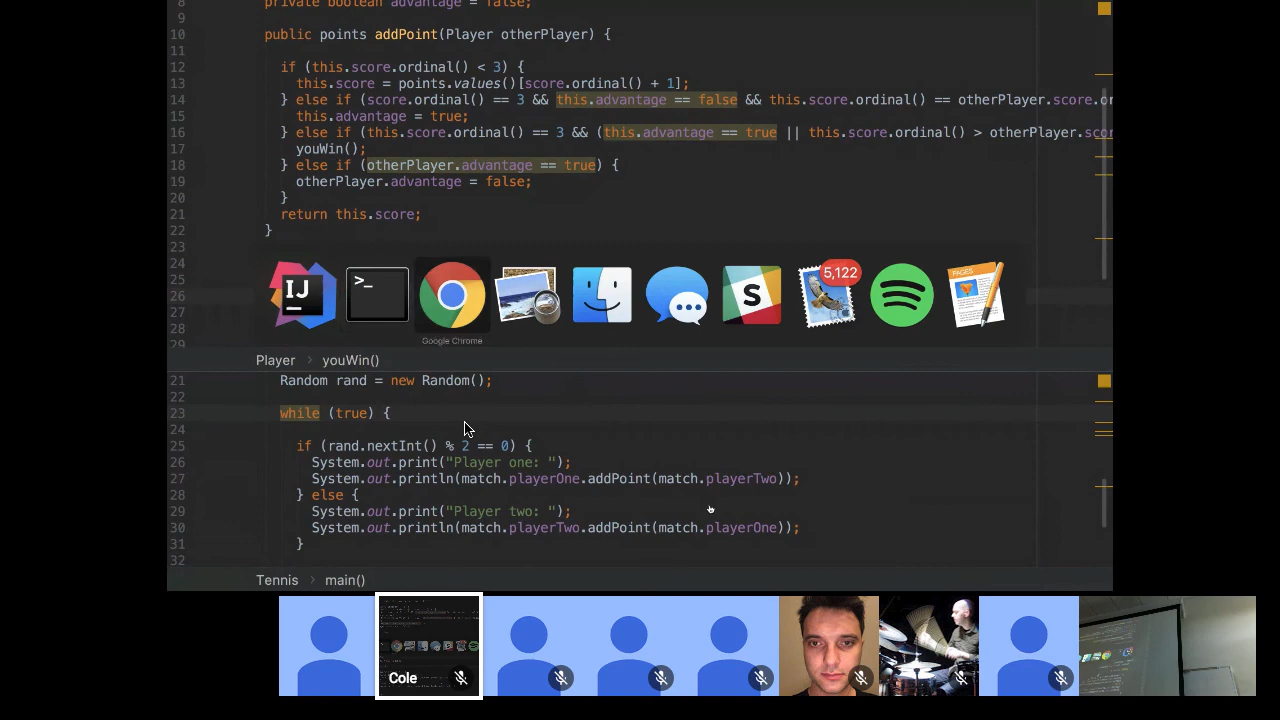 8 private boolean advantage = false;
9
10 public points addPoint(Player otherPlayer) {
11
12 if (this.score.ordinal() < 3) {
13 this.score = points.values()[score.ordinal() + 1];
14 } else if (score.ordinal() == 3 && this.advantage == false && this.score.ordinal() == otherPlayer.score.or
15 this.advantage = true;
16 } else if (this.score.ordinal() == 3 && (this.advantage == true || this.score.ordinal() > otherPlayer.scor
17 youWin();
18 } else if (otherPlayer.advantage == true) {
19 otherPlayer.advantage = false;
20 }
21 return this.score;
22 }
23
24
25
26
27
28
29
IJ
>_
S
5,122
PAGES
Google Chrome
Player > youWin()
21 Random rand = new Random();
22
23 while (true) {
24
25 if (rand.nextInt() % 2 == 0) {
26 System.out.print("Player one: ");
27 System.out.println(match.playerOne.addPoint(match.playerTwo));
28 } else {
29 System.out.print("Player two: ");
30 System.out.println(match.playerTwo.addPoint(match.playerOne));
31 }
32
Tennis > main()
Cole